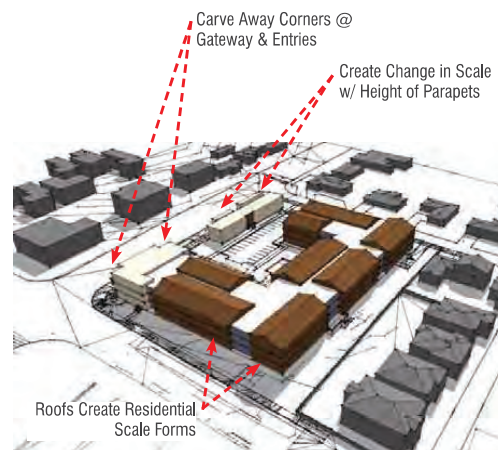 Carve Away Corners @
Gateway & Entries
Create Change in Scale
w/ Height of Parapets
Roofs Create Residential
Scale Forms